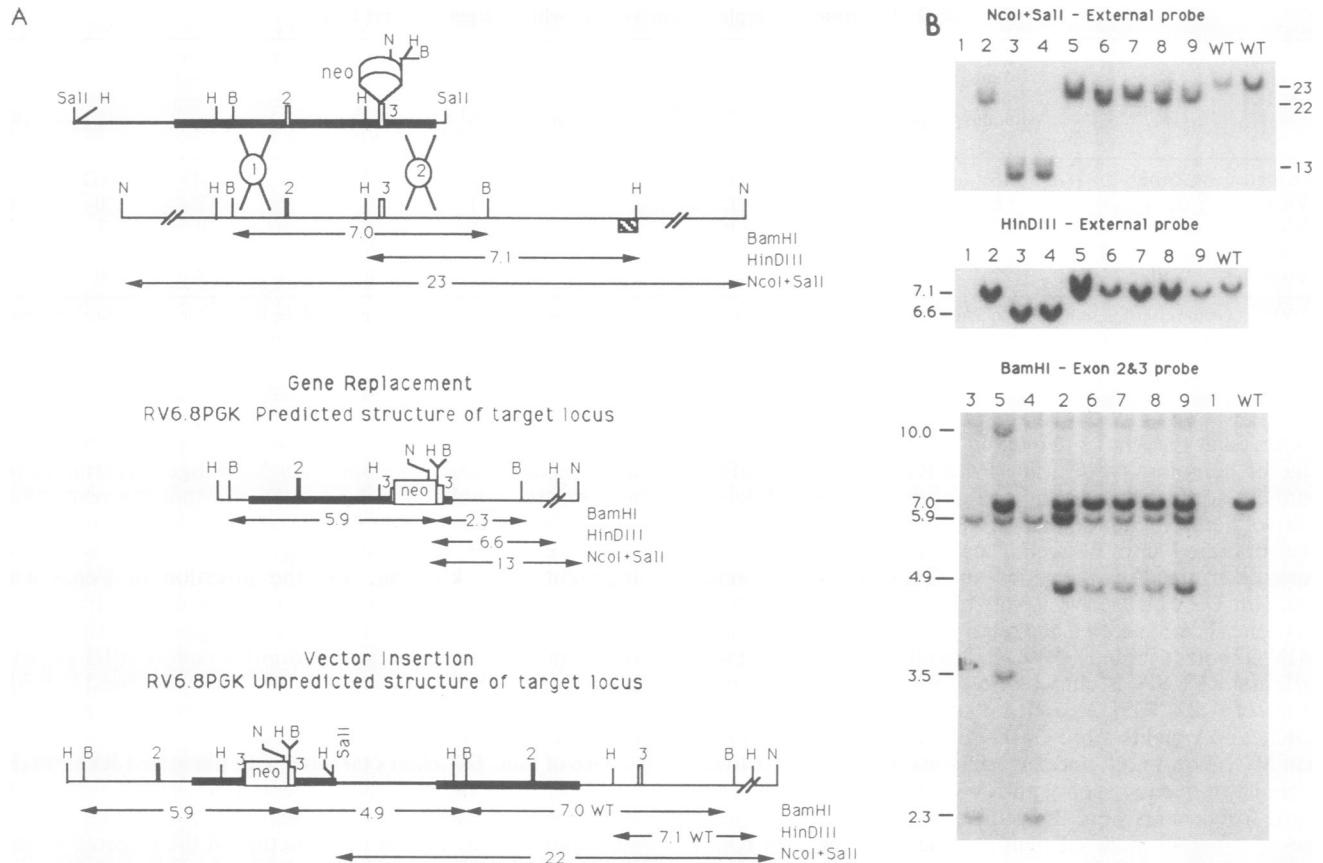 A
N H B
neo
SalI H H B 2 H 3 SalI
1 2
N H B 2 H 3 B H N
7.0 BamHI
7.1 HinDIII
23 NcoI+SalI
Gene Replacement
RV6.8PGK Predicted structure of target locus
N H B
H B 2 H 3 neo 3 B H N
5.9 2.3 BamHI
6.6 HinDIII
13 NcoI+SalI
Vector Insertion
RV6.8PGK Unpredicted structure of target locus
N H B
H B 2 H 3 neo 3 H SalI H B 2 H 3 B H N
5.9 4.9 7.0 WT BamHI
7.1 WT HinDIII
22 NcoI+SalI
B
NcoI+SalI - External probe
1 2 3 4 5 6 7 8 9 WT WT
23
22
13
HinDIII - External probe
1 2 3 4 5 6 7 8 9 WT
7.1
6.6
BamHI - Exon 2&3 probe
3 5 4 2 6 7 8 9 1 WT
10.0
7.0
5.9
4.9
3.5
2.3